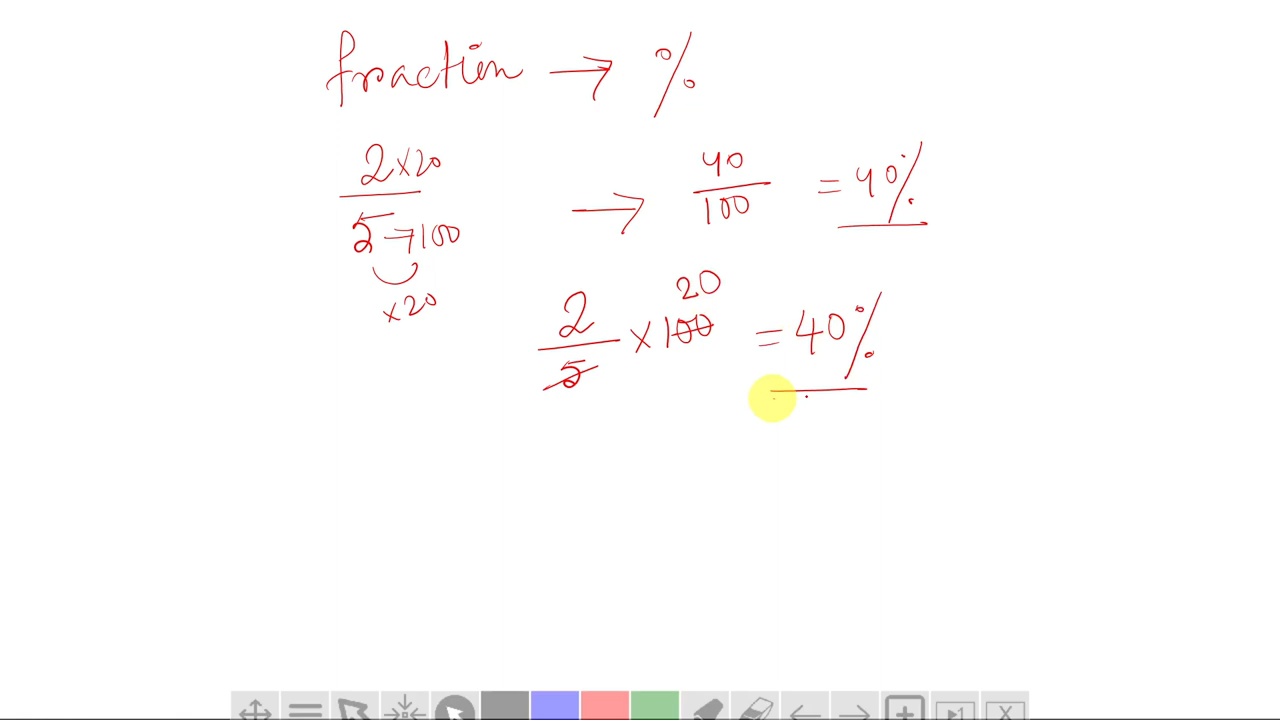 fraction → %
2 × 20
5 → 100
× 20
→ 40/100 = 40%
20
2/5 × 100 = 40%